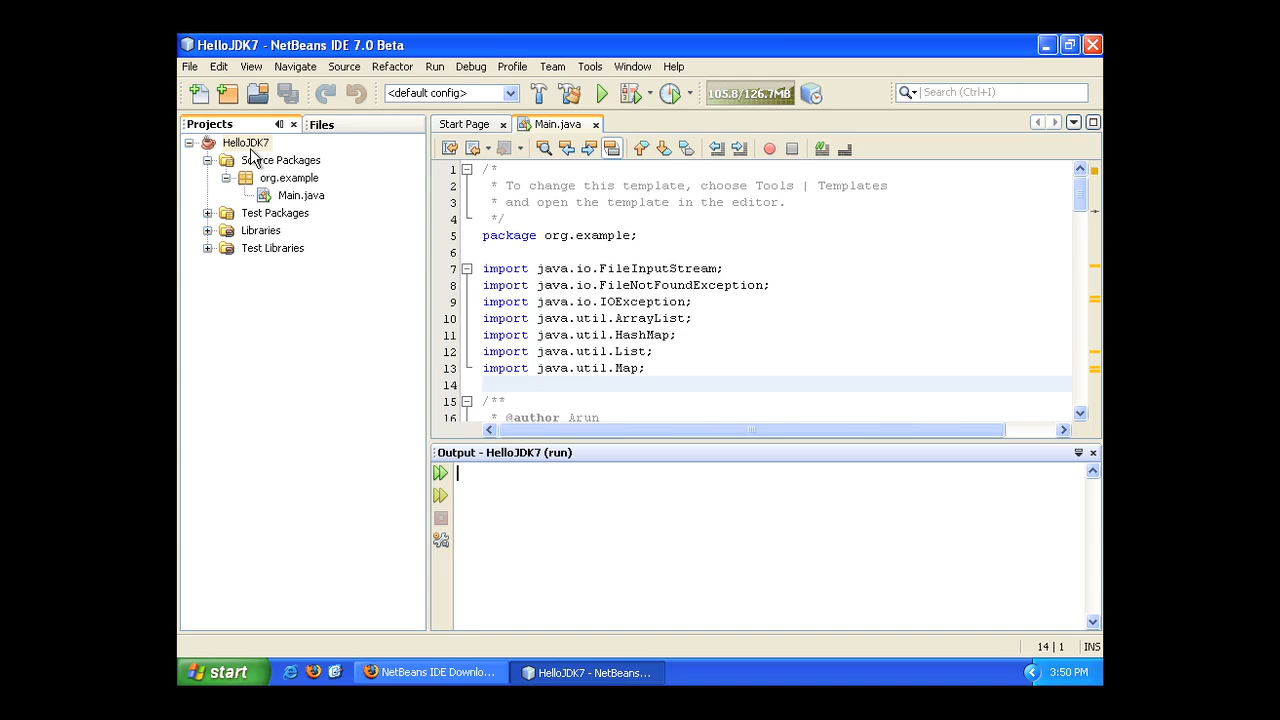 HelloJDK7 - NetBeans IDE 7.0 Beta
File Edit View Navigate Source Refactor Run Debug Profile Team Tools Window Help
<default config>
105.8/126.7MB
Search (Ctrl+I)
Projects
Files
HelloJDK7
Source Packages
org.example
Main.java
Test Packages
Libraries
Test Libraries
Start Page
Main.java
1 /*
2 * To change this template, choose Tools | Templates
3 * and open the template in the editor.
4 */
5 package org.example;
6
7 import java.io.FileInputStream;
8 import java.io.FileNotFoundException;
9 import java.io.IOException;
10 import java.util.ArrayList;
11 import java.util.HashMap;
12 import java.util.List;
13 import java.util.Map;
14
15 /**
16 * @author Arun
Output - HelloJDK7 (run)
14 | 1 INS
start
NetBeans IDE Downlo...
HelloJDK7 - NetBeans...
3:50 PM